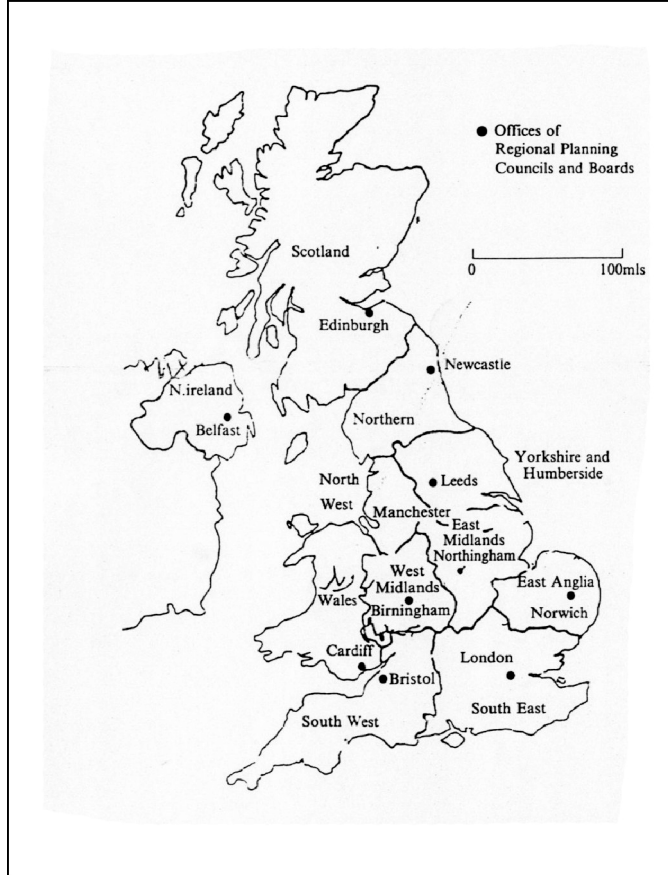 Offices of
Regional Planning
Councils and Boards
0 100mls
Scotland
Edinburgh
Newcastle
N.ireland
Belfast
Northern
Yorkshire and
Humberside
North
West
Leeds
Manchester
East
Midlands
Northingham
West
Midlands
Birningham
Wales
East Anglia
Norwich
Cardiff
Bristol
London
South East
South West